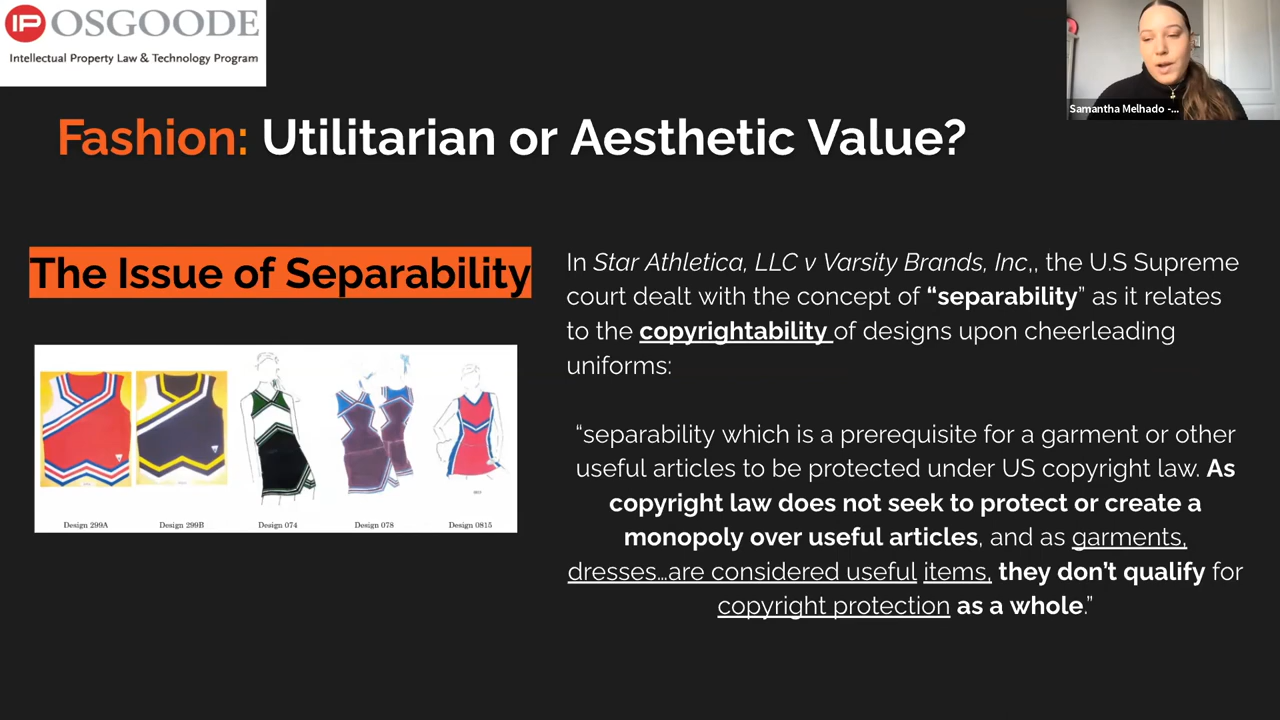 IP OSGOODE
Intellectual Property Law & Technology Program
Samantha Melhado -...
Fashion: Utilitarian or Aesthetic Value?
The Issue of Separability
In Star Athletica, LLC v Varsity Brands, Inc,, the U.S Supreme
court dealt with the concept of “separability” as it relates
to the copyrightability of designs upon cheerleading
uniforms:
“separability which is a prerequisite for a garment or other
useful articles to be protected under US copyright law. As
copyright law does not seek to protect or create a
monopoly over useful articles, and as garments,
dresses...are considered useful items, they don’t qualify for
copyright protection as a whole.”
Design 299A Design 299B Design 074 Design 078 Design 0815